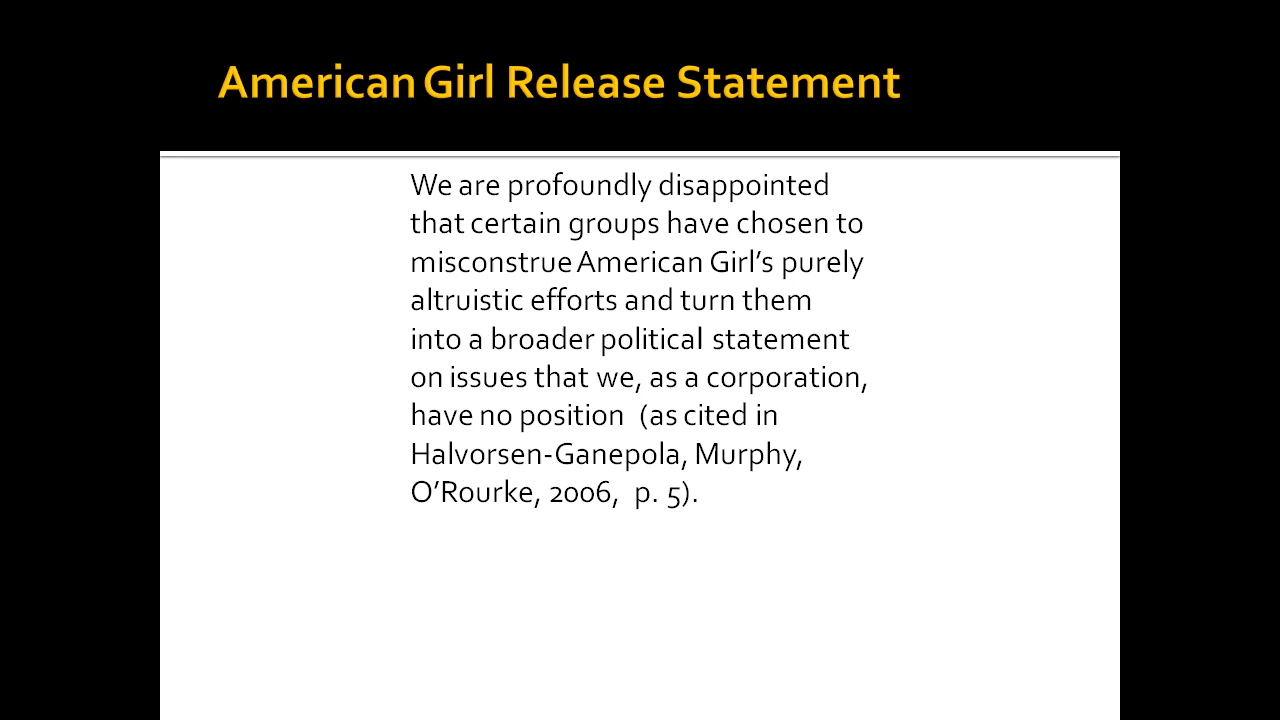 American Girl Release Statement
We are profoundly disappointed
that certain groups have chosen to
misconstrue American Girl's purely
altruistic efforts and turn them
into a broader political statement
on issues that we, as a corporation,
have no position  (as cited in
Halvorsen-Ganepola, Murphy,
O'Rourke, 2006,  p. 5).